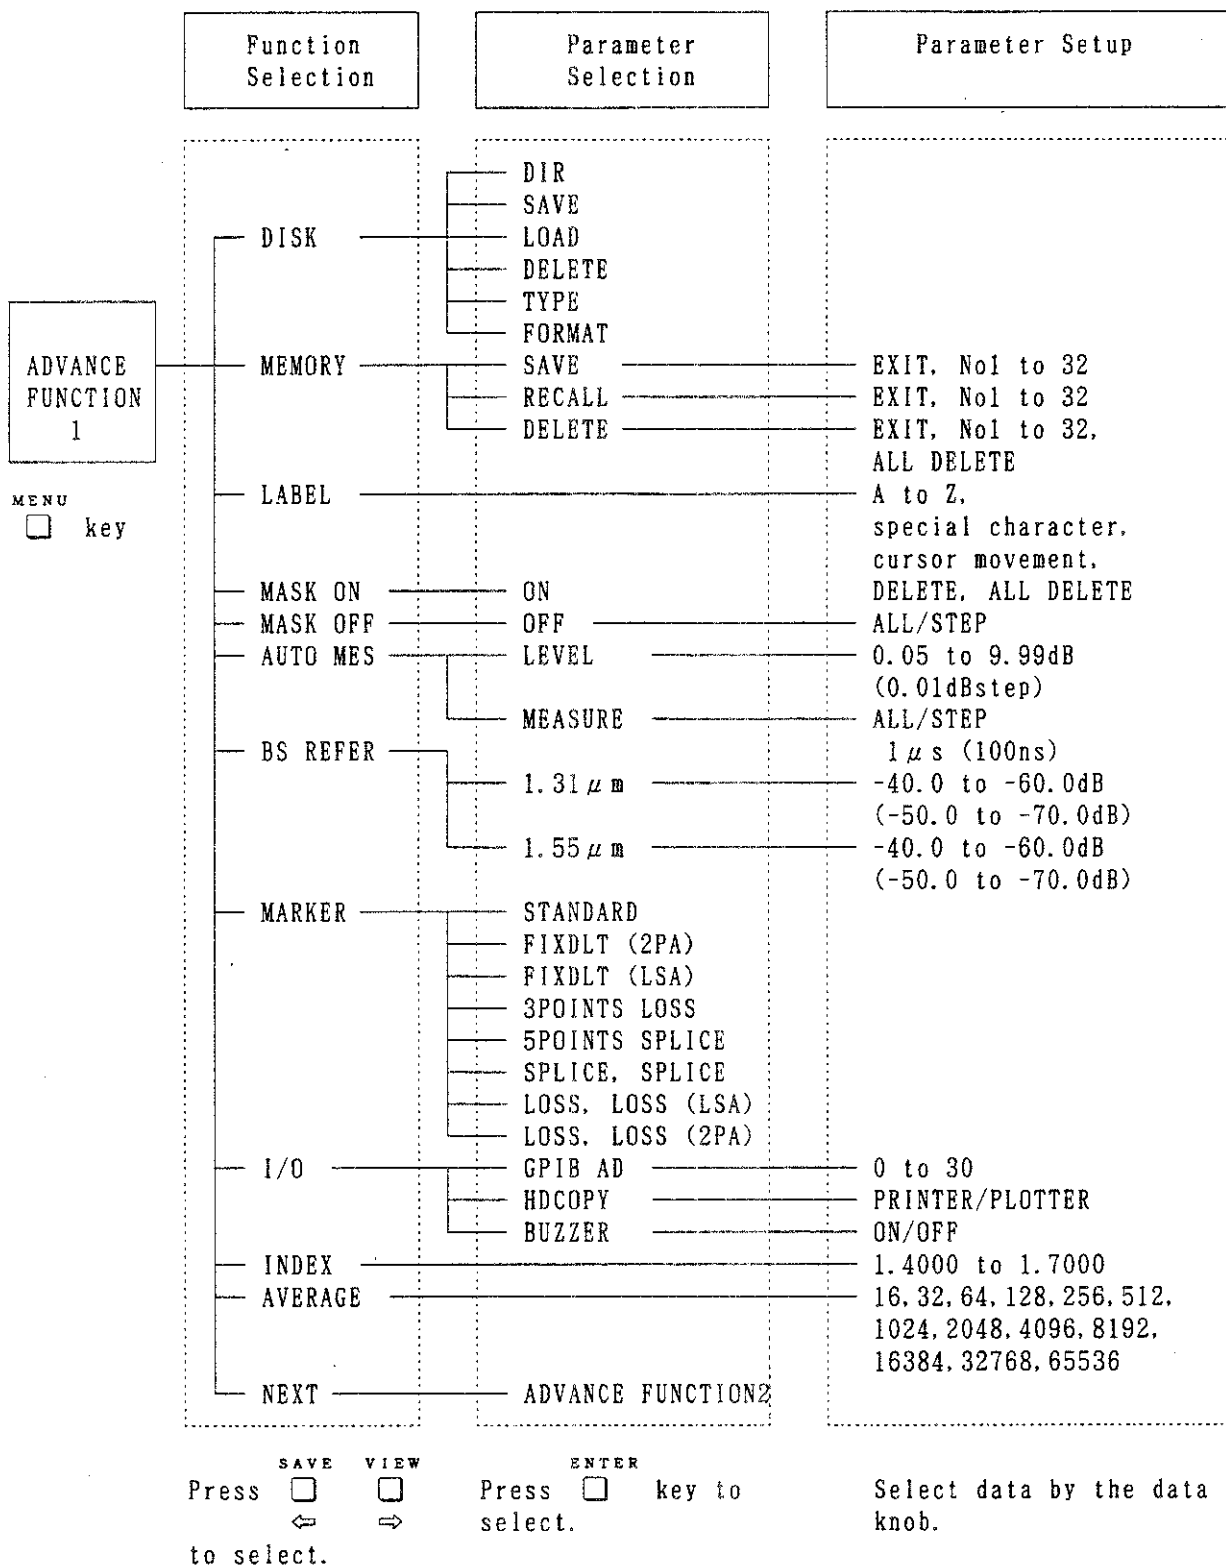 Function Selection
Parameter Selection
Parameter Setup
DIR
SAVE
DISK
LOAD
DELETE
TYPE
FORMAT
ADVANCE FUNCTION 1
MENU
key
MEMORY
SAVE
EXIT, No1 to 32
RECALL
EXIT, No1 to 32
DELETE
EXIT, No1 to 32,
ALL DELETE
LABEL
A to Z,
special character,
cursor movement,
DELETE, ALL DELETE
MASK ON
ON
MASK OFF
OFF
ALL/STEP
AUTO MES
LEVEL
0.05 to 9.99dB
(0.01dBstep)
MEASURE
ALL/STEP
BS REFER
1μs (100ns)
1.31μm
-40.0 to -60.0dB
(-50.0 to -70.0dB)
1.55μm
-40.0 to -60.0dB
(-50.0 to -70.0dB)
MARKER
STANDARD
FIXDLT (2PA)
FIXDLT (LSA)
3POINTS LOSS
5POINTS SPLICE
SPLICE, SPLICE
LOSS, LOSS (LSA)
LOSS, LOSS (2PA)
I/O
GPIB AD
0 to 30
HDCOPY
PRINTER/PLOTTER
BUZZER
ON/OFF
INDEX
1.4000 to 1.7000
AVERAGE
16, 32, 64, 128, 256, 512,
1024, 2048, 4096, 8192,
16384, 32768, 65536
NEXT
ADVANCE FUNCTION2
SAVE VIEW
Press
⇦ ⇨
to select.
ENTER
Press key to
select.
Select data by the data
knob.